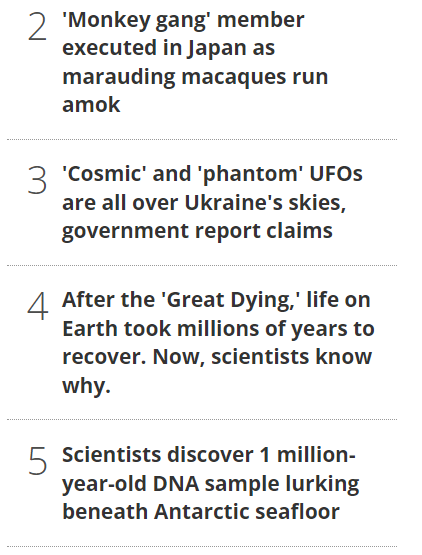 2
'Monkey gang' member
executed in Japan as
marauding macaques run
amok
3
'Cosmic' and 'phantom' UFOs
are all over Ukraine's skies,
government report claims
4
After the 'Great Dying,' life on
Earth took millions of years to
recover. Now, scientists know
why.
5
Scientists discover 1 million-
year-old DNA sample lurking
beneath Antarctic seafloor